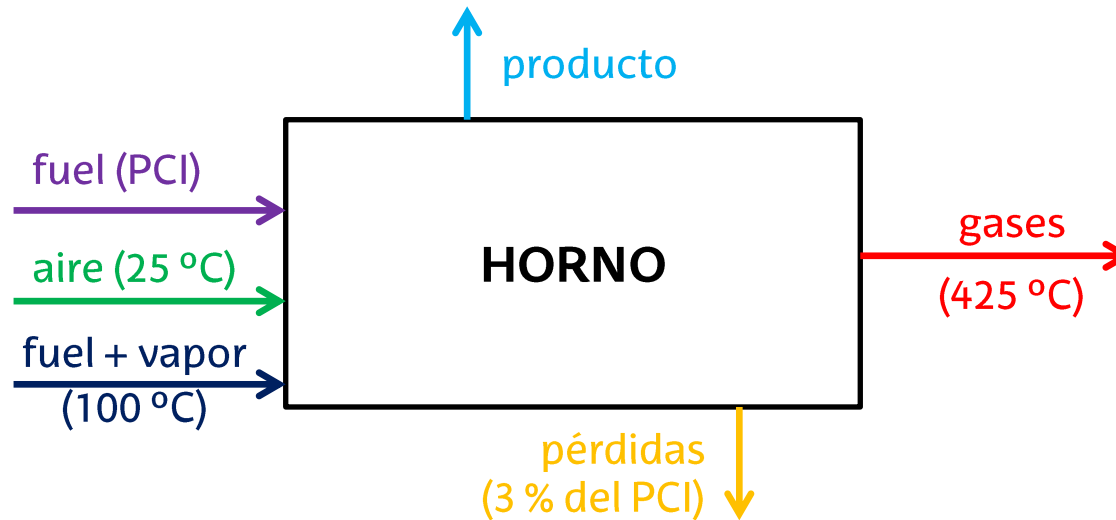 producto
fuel (PCI)
aire (25 ºC)
fuel + vapor
(100 ºC)
HORNO
gases
(425 ºC)
pérdidas
(3 % del PCI)